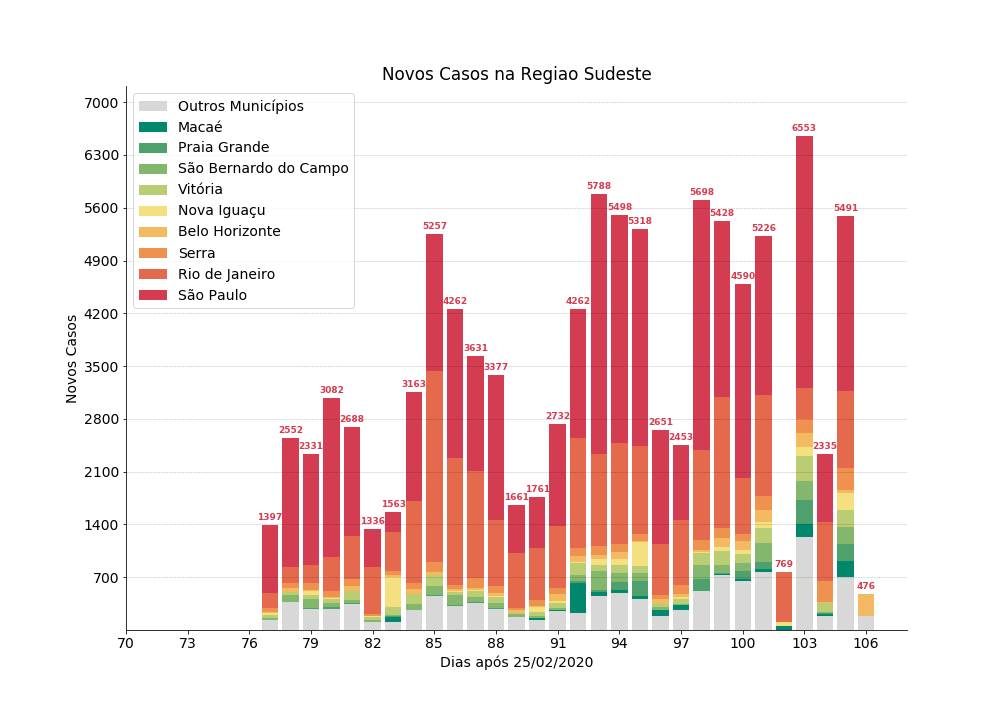 Novos Casos na Regiao Sudeste
Novos Casos
7000
6300
5600
4900
4200
3500
2800
2100
1400
700
Outros Municípios
Macaé
Praia Grande
São Bernardo do Campo
Vitória
Nova Iguaçu
Belo Horizonte
Serra
Rio de Janeiro
São Paulo
1397
2552
2331
3082
2688
1336
1563
3163
5257
4262
3631
3377
1661
1761
2732
4262
5788
5498
5318
2651
2453
5698
5428
4590
5226
769
6553
2335
5491
476
70 73 76 79 82 85 88 91 94 97 100 103 106
Dias após 25/02/2020